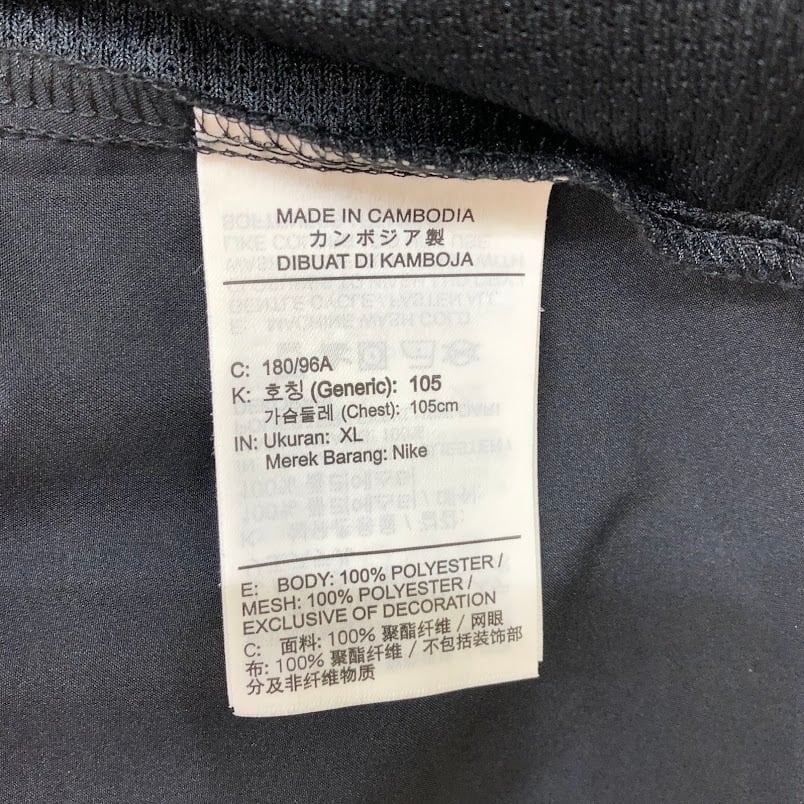 MADE IN CAMBODIA
カンボジア製
DIBUAT DI KAMBOJA
C: 180/96A
K: 호칭 (Generic): 105
가슴둘레 (Chest): 105cm
IN: Ukuran: XL
Merek Barang: Nike
E: BODY: 100% POLYESTER /
MESH: 100% POLYESTER /
EXCLUSIVE OF DECORATION
C: 面料: 100% 聚酯纤维 / 网眼
布: 100% 聚酯纤维 / 不包括装饰部
分及非纤维物质